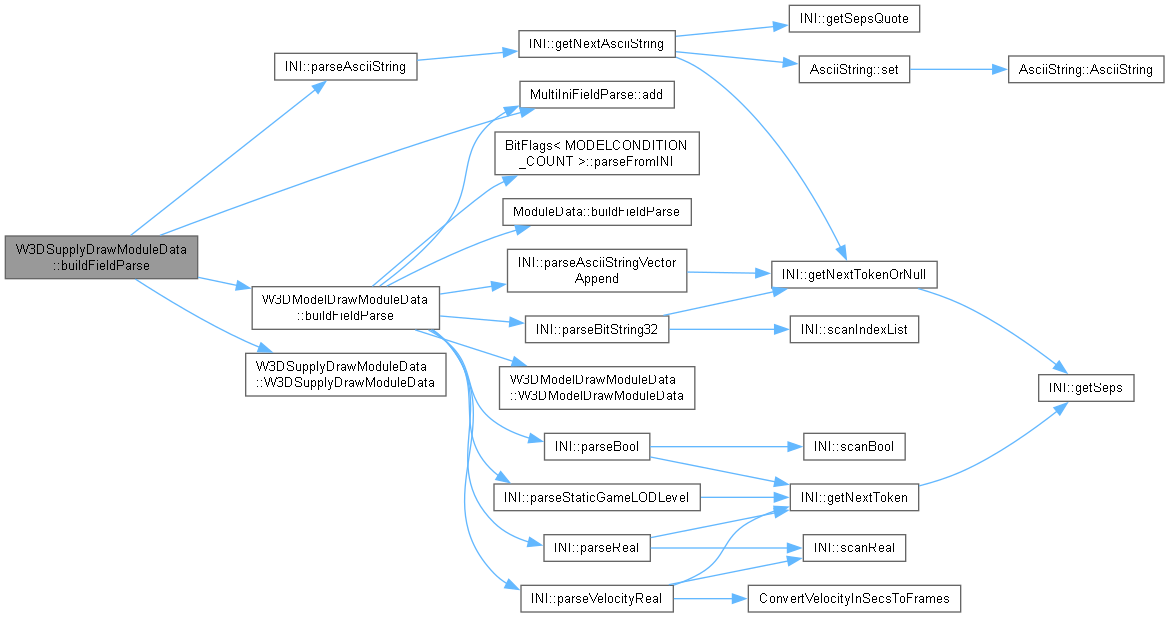 INI::getSepsQuote
INI::getNextAsciiString
INI::parseAsciiString
AsciiString::set
AsciiString::AsciiString
MultiIniFieldParse::add
BitFlags< MODELCONDITION
_COUNT >::parseFromINI
ModuleData::buildFieldParse
W3DSupplyDrawModuleData
::buildFieldParse
INI::parseAsciiStringVector
Append
INI::getNextTokenOrNull
W3DModelDrawModuleData
::buildFieldParse
INI::parseBitString32
INI::scanIndexList
W3DSupplyDrawModuleData
::W3DSupplyDrawModuleData
W3DModelDrawModuleData
::W3DModelDrawModuleData
INI::getSeps
INI::parseBool
INI::scanBool
INI::parseStaticGameLODLevel
INI::getNextToken
INI::parseReal
INI::scanReal
INI::parseVelocityReal
ConvertVelocityInSecsToFrames